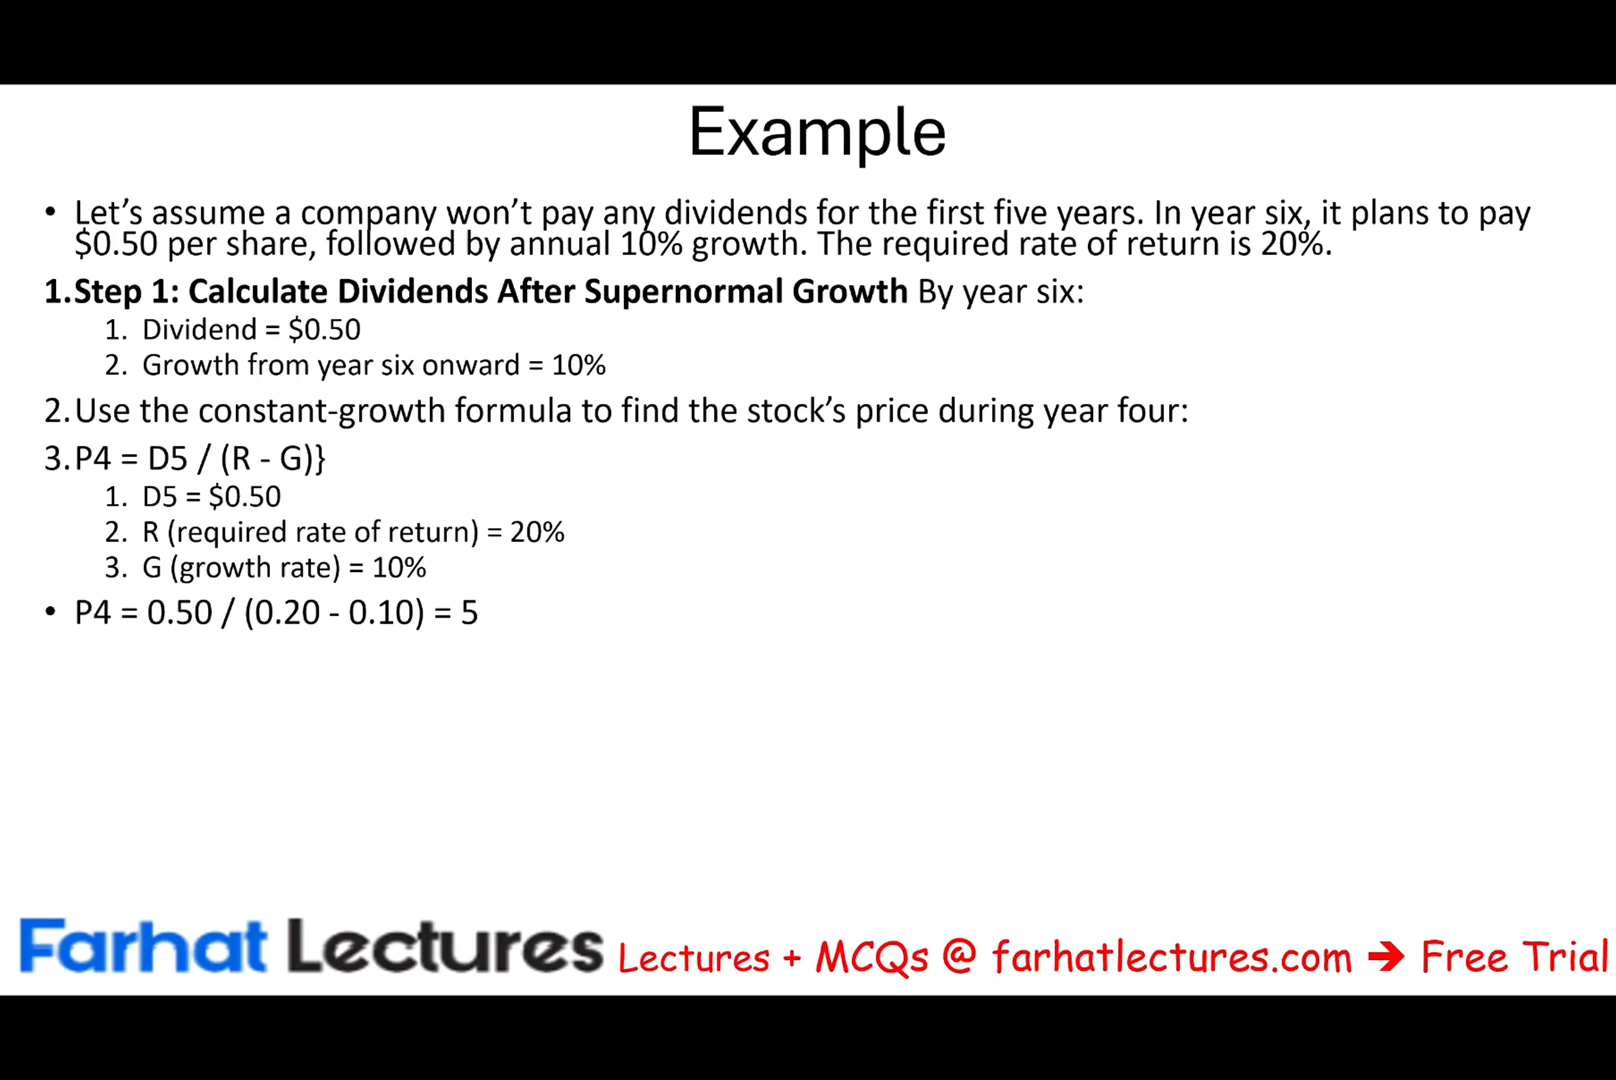 Example
• Let's assume a company won't pay any dividends for the first five years. In year six, it plans to pay
$0.50 per share, followed by annual 10% growth. The required rate of return is 20%.
1.Step 1: Calculate Dividends After Supernormal Growth By year six:
1. Dividend = $0.50
2. Growth from year six onward = 10%
2.Use the constant-growth formula to find the stock's price during year four:
3.P4 = D5 / (R - G)}
1. D5 = $0.50
2. R (required rate of return) = 20%
3. G (growth rate) = 10%
• P4 = 0.50 / (0.20 - 0.10) = 5
Farhat Lectures Lectures + MCQs @ farhatlectures.com ➔ Free Trial